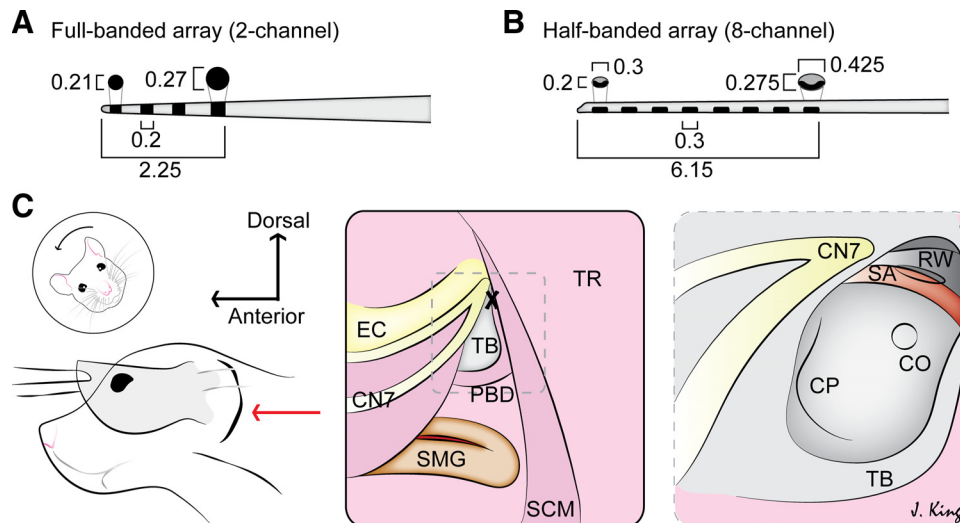 A Full-banded array (2-channel)
0.21
0.27
0.2
2.25
B Half-banded array (8-channel)
0.3
0.2
0.425
0.275
0.3
6.15
C
Dorsal
Anterior
TR
EC
TB
CN7
PBD
SMG
SCM
CN7
RW
SA
CO
CP
TB
J. King